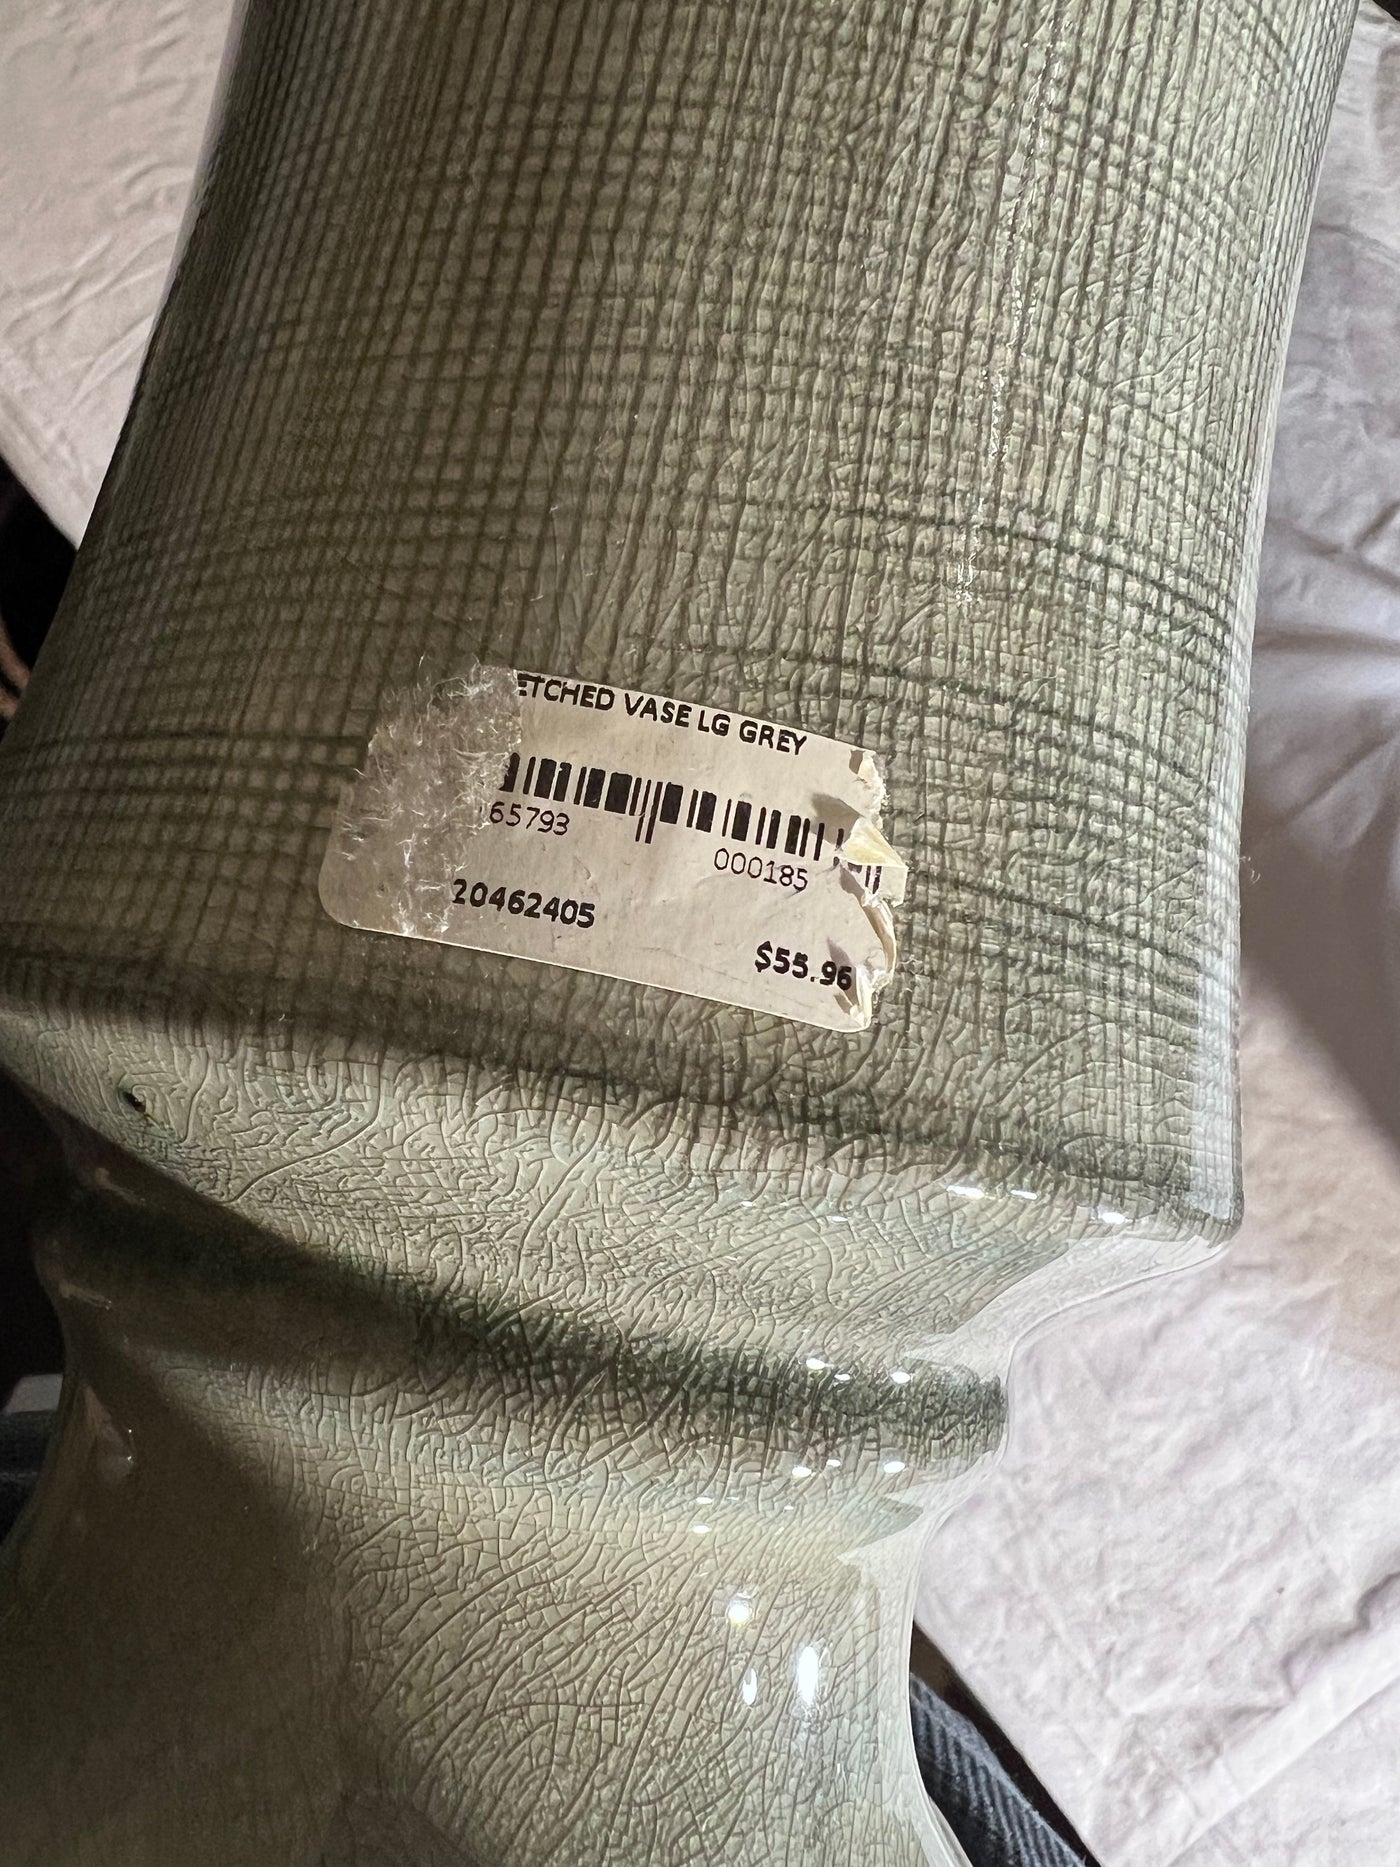 ETCHED VASE LG GREY
65793
000185
20462405
$55.96